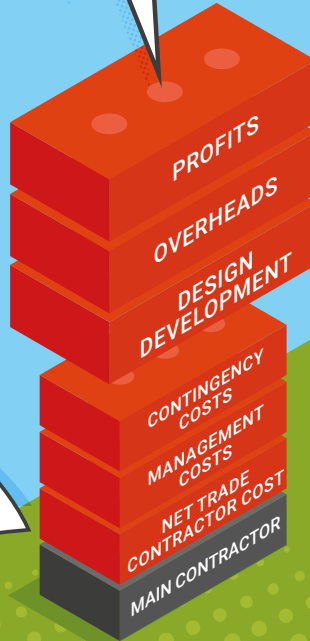 PROFITS
OVERHEADS
DESIGN
DEVELOPMENT
CONTINGENCY
COSTS
MANAGEMENT
COSTS
NET TRADE
CONTRACTOR COST
MAIN CONTRACTOR